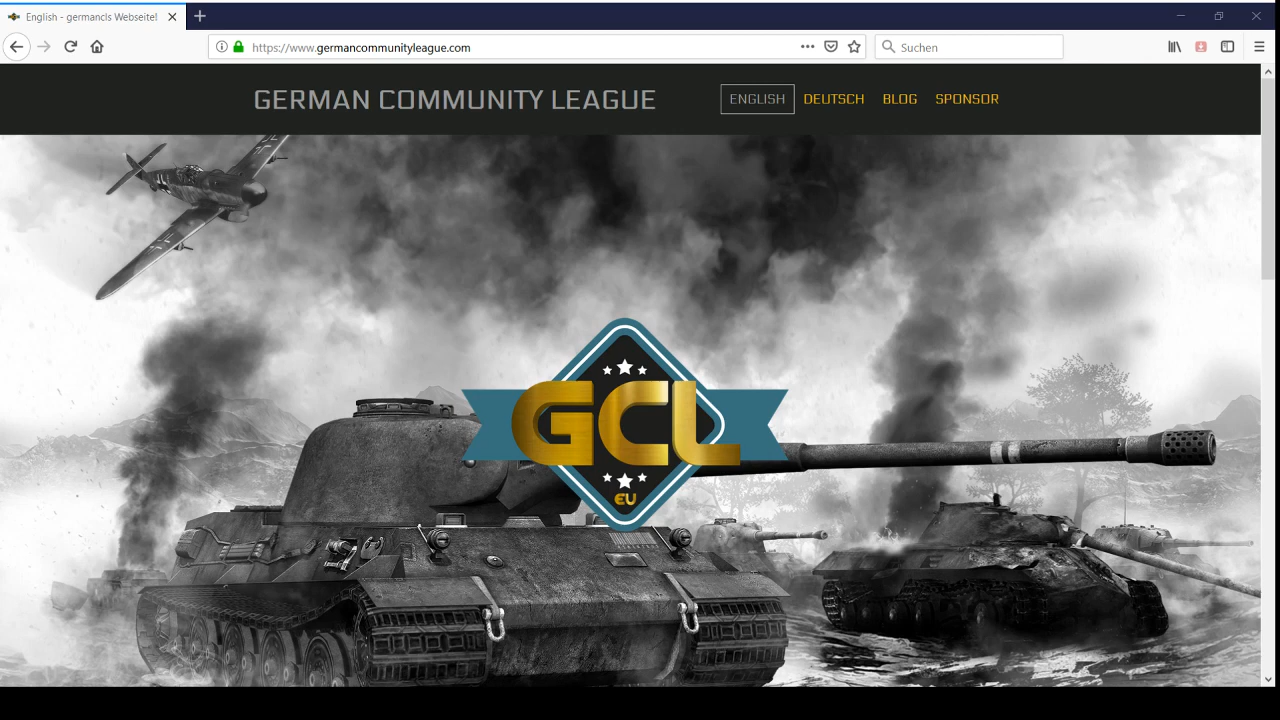 English - germancls Webseite!
https://www.germancommunityleague.com
Suchen
GERMAN COMMUNITY LEAGUE
ENGLISH DEUTSCH BLOG SPONSOR
GCL
EU